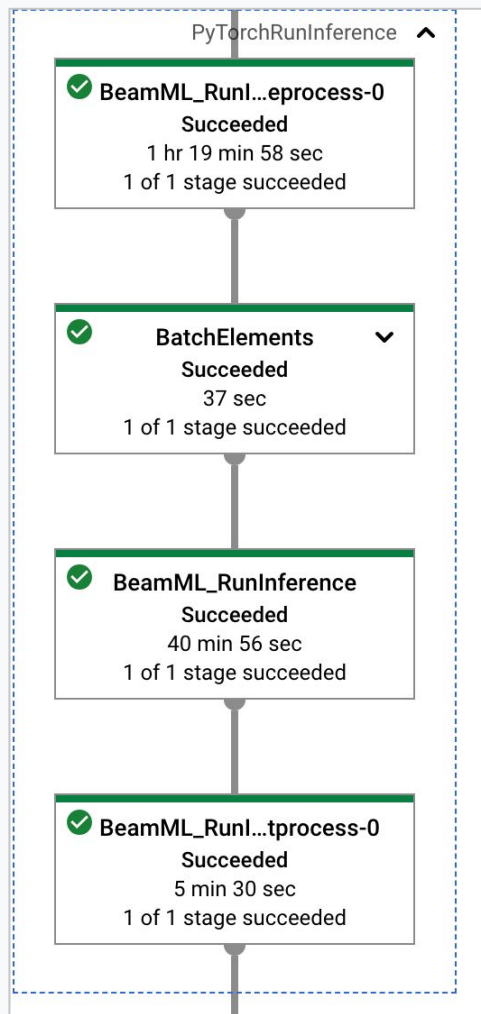 PyTorchRunInference
BeamML_RunI...eprocess-0
Succeeded
1 hr 19 min 58 sec
1 of 1 stage succeeded
BatchElements
Succeeded
37 sec
1 of 1 stage succeeded
BeamML_RunInference
Succeeded
40 min 56 sec
1 of 1 stage succeeded
BeamML_RunI...tprocess-0
Succeeded
5 min 30 sec
1 of 1 stage succeeded